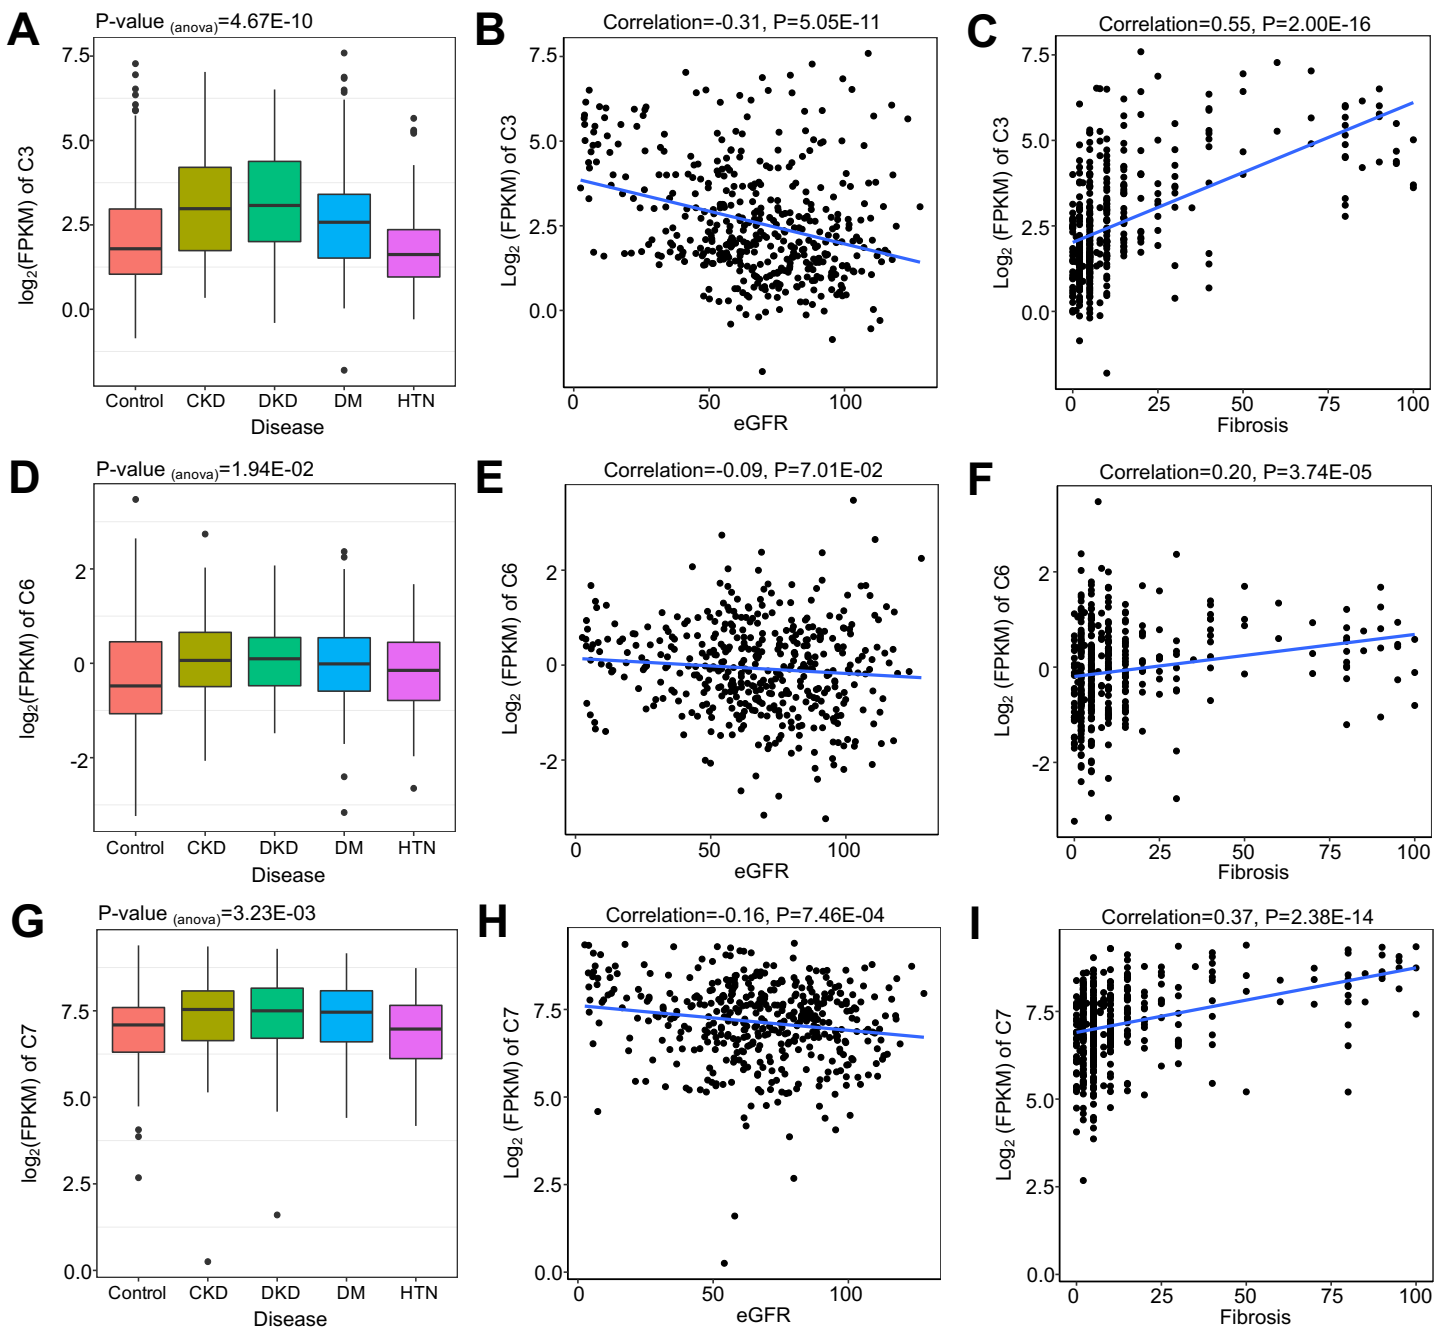 A
P-value (anova)=4.67E-10
log2(FPKM) of C3
7.5
5.0
2.5
0.0
Control CKD DKD DM HTN
Disease
B
Correlation=-0.31, P=5.05E-11
Log2 (FPKM) of C3
7.5
5.0
2.5
0.0
0 50 100
eGFR
C
Correlation=0.55, P=2.00E-16
Log2 (FPKM) of C3
7.5
5.0
2.5
0.0
0 25 50 75 100
Fibrosis
D
P-value (anova)=1.94E-02
log2(FPKM) of C6
2
0
-2
Control CKD DKD DM HTN
Disease
E
Correlation=-0.09, P=7.01E-02
Log2 (FPKM) of C6
2
0
-2
0 50 100
eGFR
F
Correlation=0.20, P=3.74E-05
Log2 (FPKM) of C6
2
0
-2
0 25 50 75 100
Fibrosis
G
P-value (anova)=3.23E-03
log2(FPKM) of C7
7.5
5.0
2.5
0.0
Control CKD DKD DM HTN
Disease
H
Correlation=-0.16, P=7.46E-04
Log2 (FPKM) of C7
7.5
5.0
2.5
0.0
0 50 100
eGFR
I
Correlation=0.37, P=2.38E-14
Log2 (FPKM) of C7
7.5
5.0
2.5
0.0
0 25 50 75 100
Fibrosis